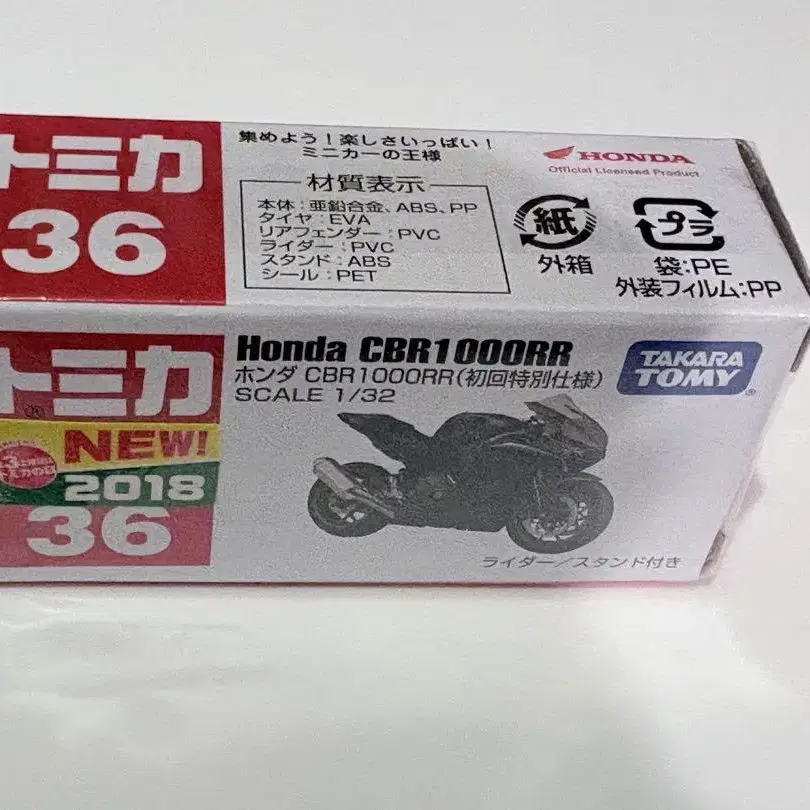 トミカ
36
集めよう！楽しさいっぱい！
ミニカーの王様
材質表示
本体：亜鉛合金、ABS、PP
タイヤ：EVA
リアフェンダー：PVC
ライダー：PVC
スタンド：ABS
シール：PET
HONDA
Official Licensed Product
紙
外箱
プラ
袋：PE
外装フィルム：PP
トミカ
NEW!
2018
36
Honda CBR1000RR
ホンダ CBR1000RR(初回特別仕様)
SCALE 1/32
TAKARA
TOMY
ライダー／スタンド付き